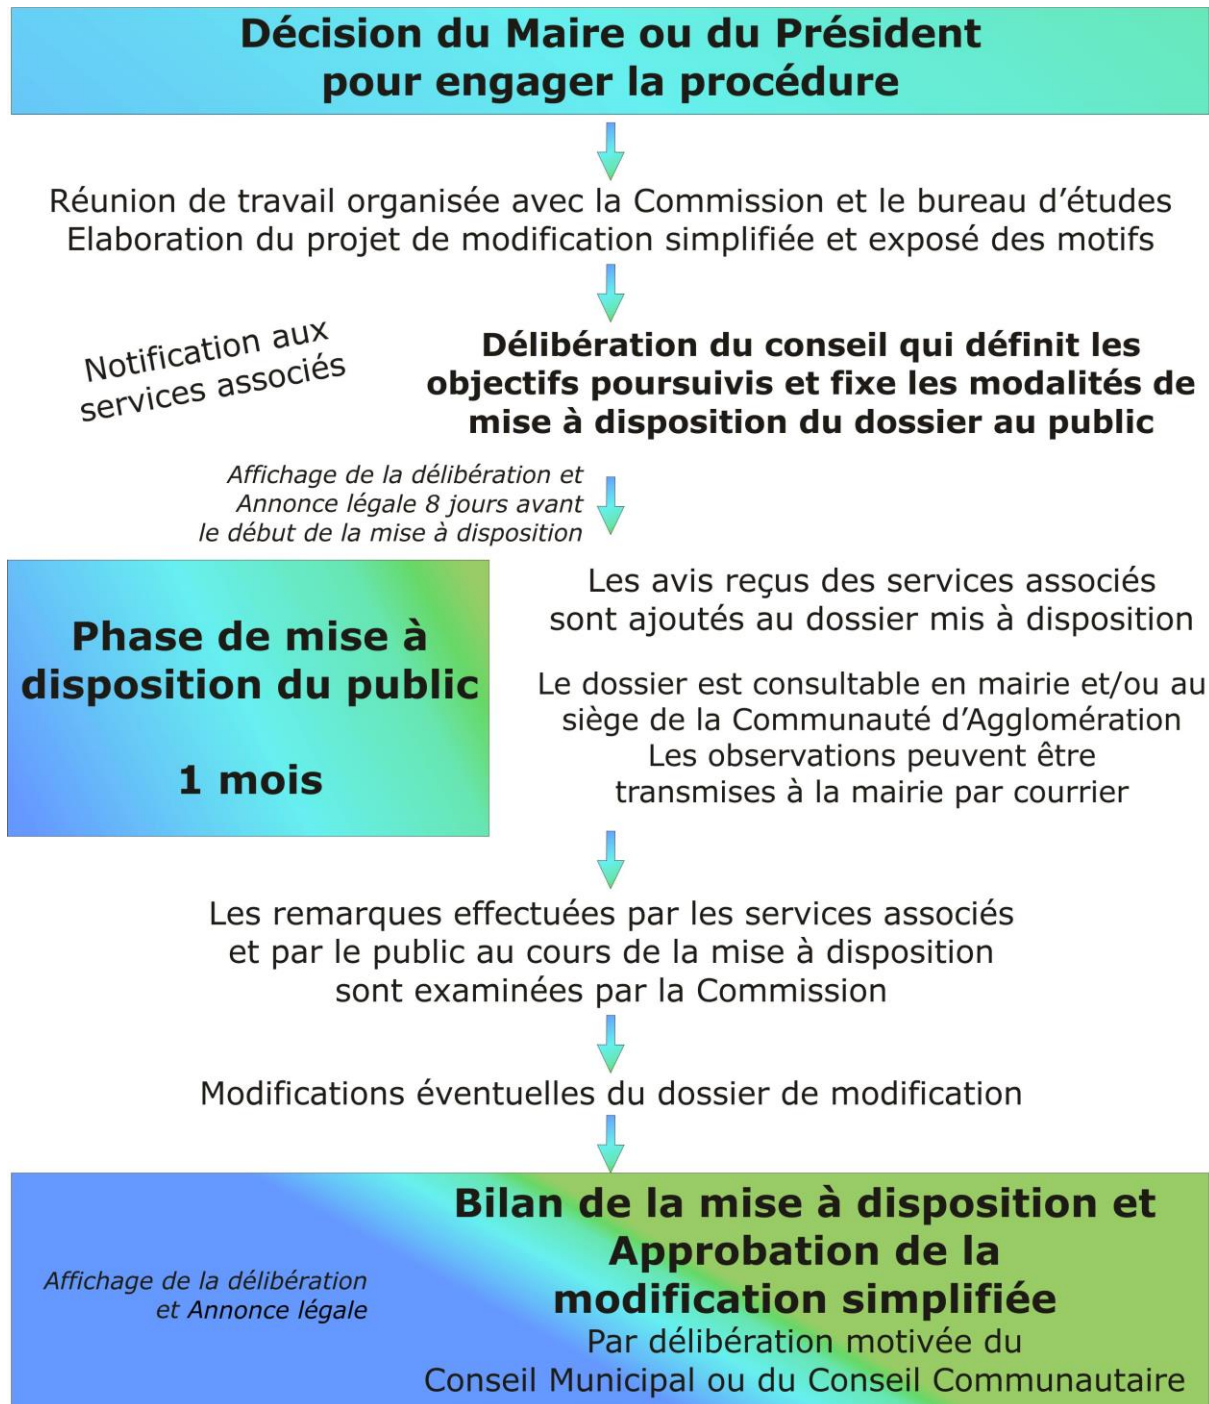 Décision du Maire ou du Président
pour engager la procédure
Réunion de travail organisée avec la Commission et le bureau d'études
Elaboration du projet de modification simplifiée et exposé des motifs
Notification aux
services associés
Délibération du conseil qui définit les
objectifs poursuivis et fixe les modalités de
mise à disposition du dossier au public
Affichage de la délibération et
Annonce légale 8 jours avant
le début de la mise à disposition
Phase de mise à
disposition du public
1 mois
Les avis reçus des services associés
sont ajoutés au dossier mis à disposition
Le dossier est consultable en mairie et/ou au
siège de la Communauté d'Agglomération
Les observations peuvent être
transmises à la mairie par courrier
Les remarques effectuées par les services associés
et par le public au cours de la mise à disposition
sont examinées par la Commission
Modifications éventuelles du dossier de modification
Affichage de la délibération
et Annonce légale
Bilan de la mise à disposition et
Approbation de la
modification simplifiée
Par délibération motivée du
Conseil Municipal ou du Conseil Communautaire